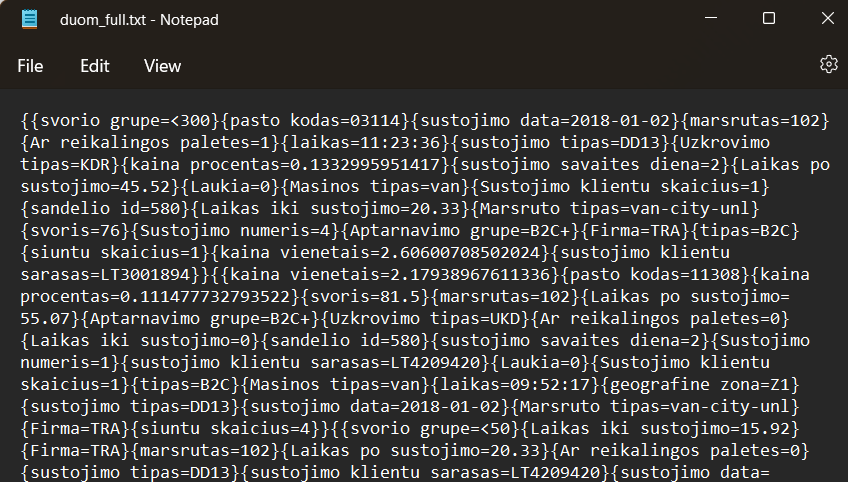 duom_full.txt - Notepad
File Edit View
{{svorio grupe=<300}{pasto kodas=03114}{sustojimo data=2018-01-02}{marsrutas=102}
{Ar reikalingos paletes=1}{laikas=11:23:36}{sustojimo tipas=DD13}{Uzkrovimo
tipas=KDR}{kaina procentas=0.1332995951417}{sustojimo savaites diena=2}{Laikas po
sustojimo=45.52}{Laukia=0}{Masinos tipas=van}{Sustojimo klientu skaicius=1}
{sandelio id=580}{Laikas iki sustojimo=20.33}{Marsruto tipas=van-city-unl}
{svoris=76}{Sustojimo numeris=4}{Aptarnavimo grupe=B2C+}{Firma=TRA}{tipas=B2C}
{siuntu skaicius=1}{kaina vienetais=2.60600708502024}{sustojimo klientu
sarasas=LT3001894}}{{kaina vienetais=2.17938967611336}{pasto kodas=11308}{kaina
procentas=0.111477732793522}{svoris=81.5}{marsrutas=102}{Laikas po sustojimo=
55.07}{Aptarnavimo grupe=B2C+}{Uzkrovimo tipas=UKD}{Ar reikalingos paletes=0}
{Laikas iki sustojimo=0}{sandelio id=580}{sustojimo savaites diena=2}{Sustojimo
numeris=1}{sustojimo klientu sarasas=LT4209420}{Laukia=0}{Sustojimo klientu
skaicius=1}{tipas=B2C}{Masinos tipas=van}{laikas=09:52:17}{geografine zona=Z1}
{sustojimo tipas=DD13}{sustojimo data=2018-01-02}{Marsruto tipas=van-city-unl}
{Firma=TRA}{siuntu skaicius=4}}{{svorio grupe=<50}{Laikas iki sustojimo=15.92}
{Firma=TRA}{marsrutas=102}{Laikas po sustojimo=20.33}{Ar reikalingos paletes=0}
{sustojimo tipas=DD13}{sustojimo klientu sarasas=LT4209420}{sustojimo data=